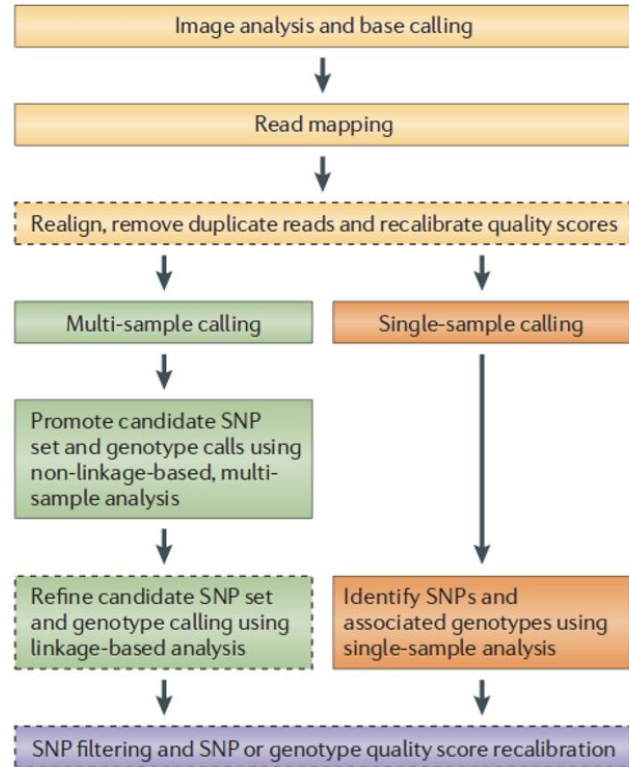 Image analysis and base calling
Read mapping
Realign, remove duplicate reads and recalibrate quality scores
Multi-sample calling
Single-sample calling
Promote candidate SNP
set and genotype calls using
non-linkage-based, multi-
sample analysis
Refine candidate SNP set
and genotype calling using
linkage-based analysis
Identify SNPs and
associated genotypes using
single-sample analysis
SNP filtering and SNP or genotype quality score recalibration